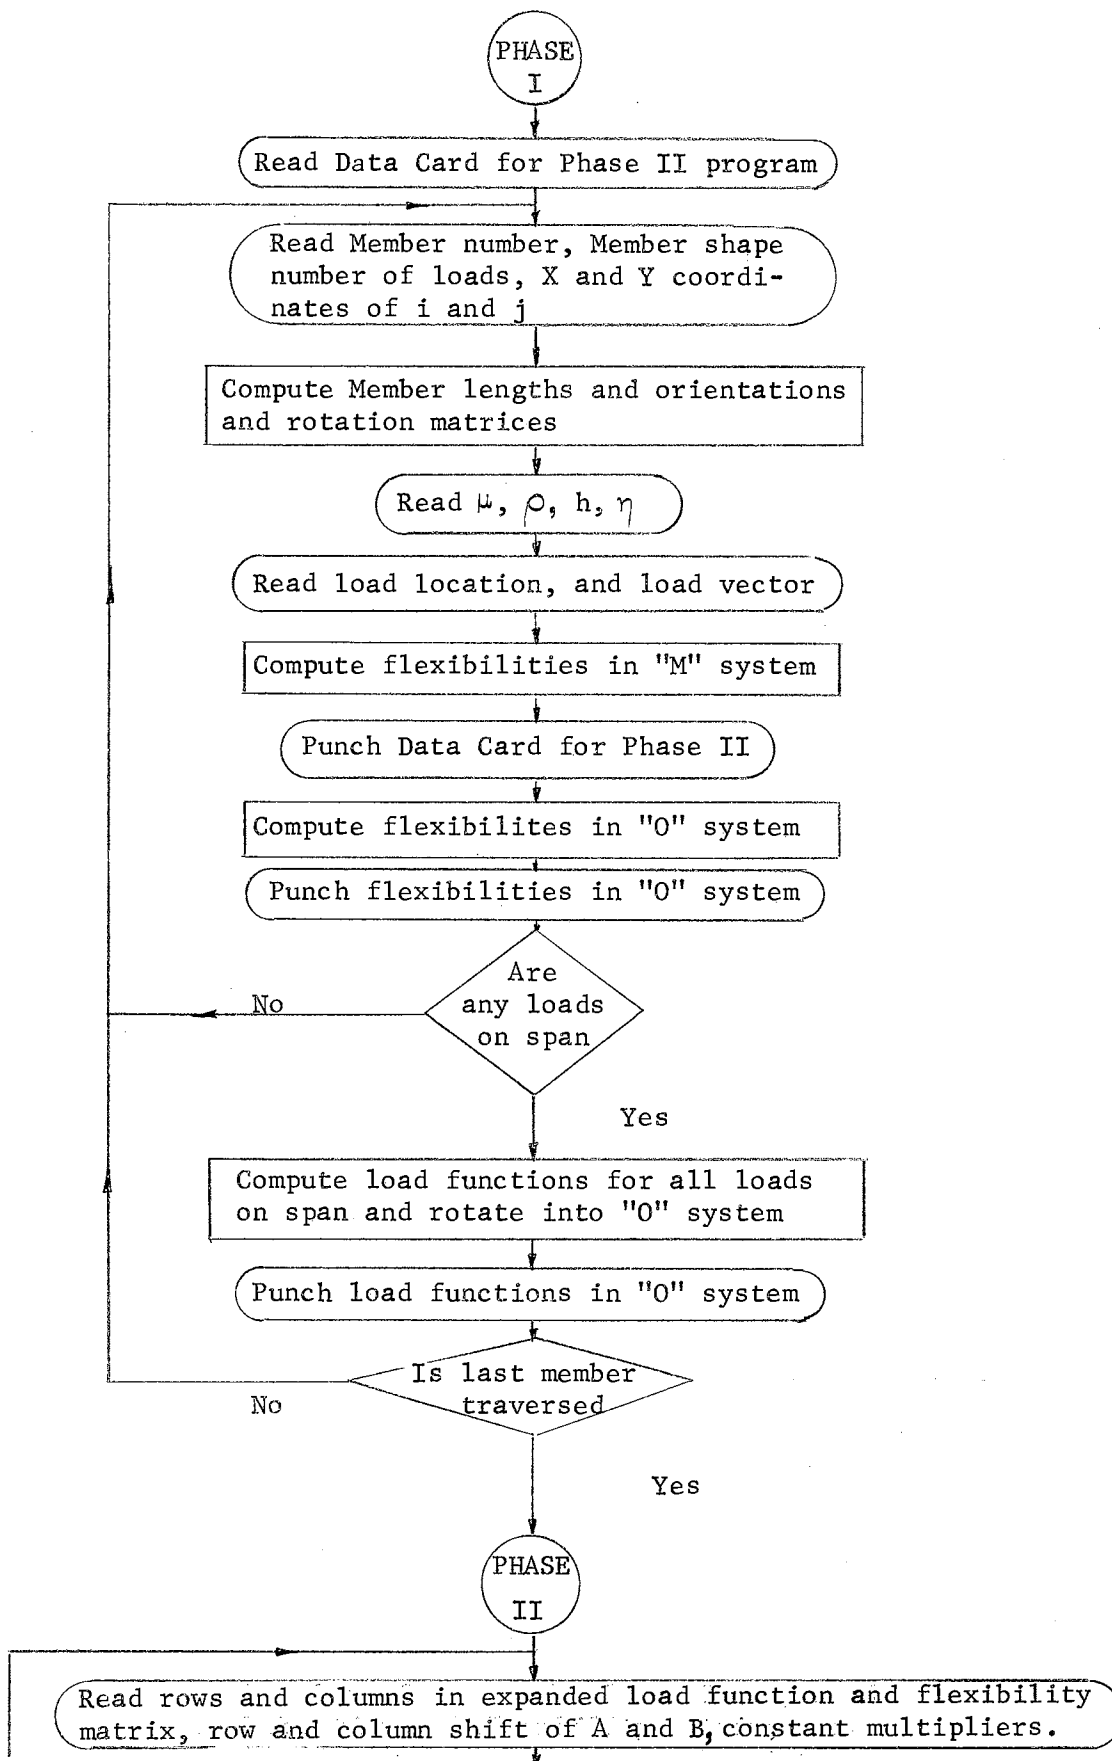 PHASE
I
Read Data Card for Phase II program
Read Member number, Member shape
number of loads, X and Y coordi-
nates of i and j
Compute Member lengths and orientations
and rotation matrices
Read μ, ρ, h, η
Read load location, and load vector
Compute flexibilities in "M" system
Punch Data Card for Phase II
Compute flexibilites in "O" system
Punch flexibilities in "O" system
Are
any loads
on span
No
Yes
Compute load functions for all loads
on span and rotate into "O" system
Punch load functions in "O" system
Is last member
traversed
No
Yes
PHASE
II
Read rows and columns in expanded load function and flexibility
matrix, row and column shift of A and B, constant multipliers.